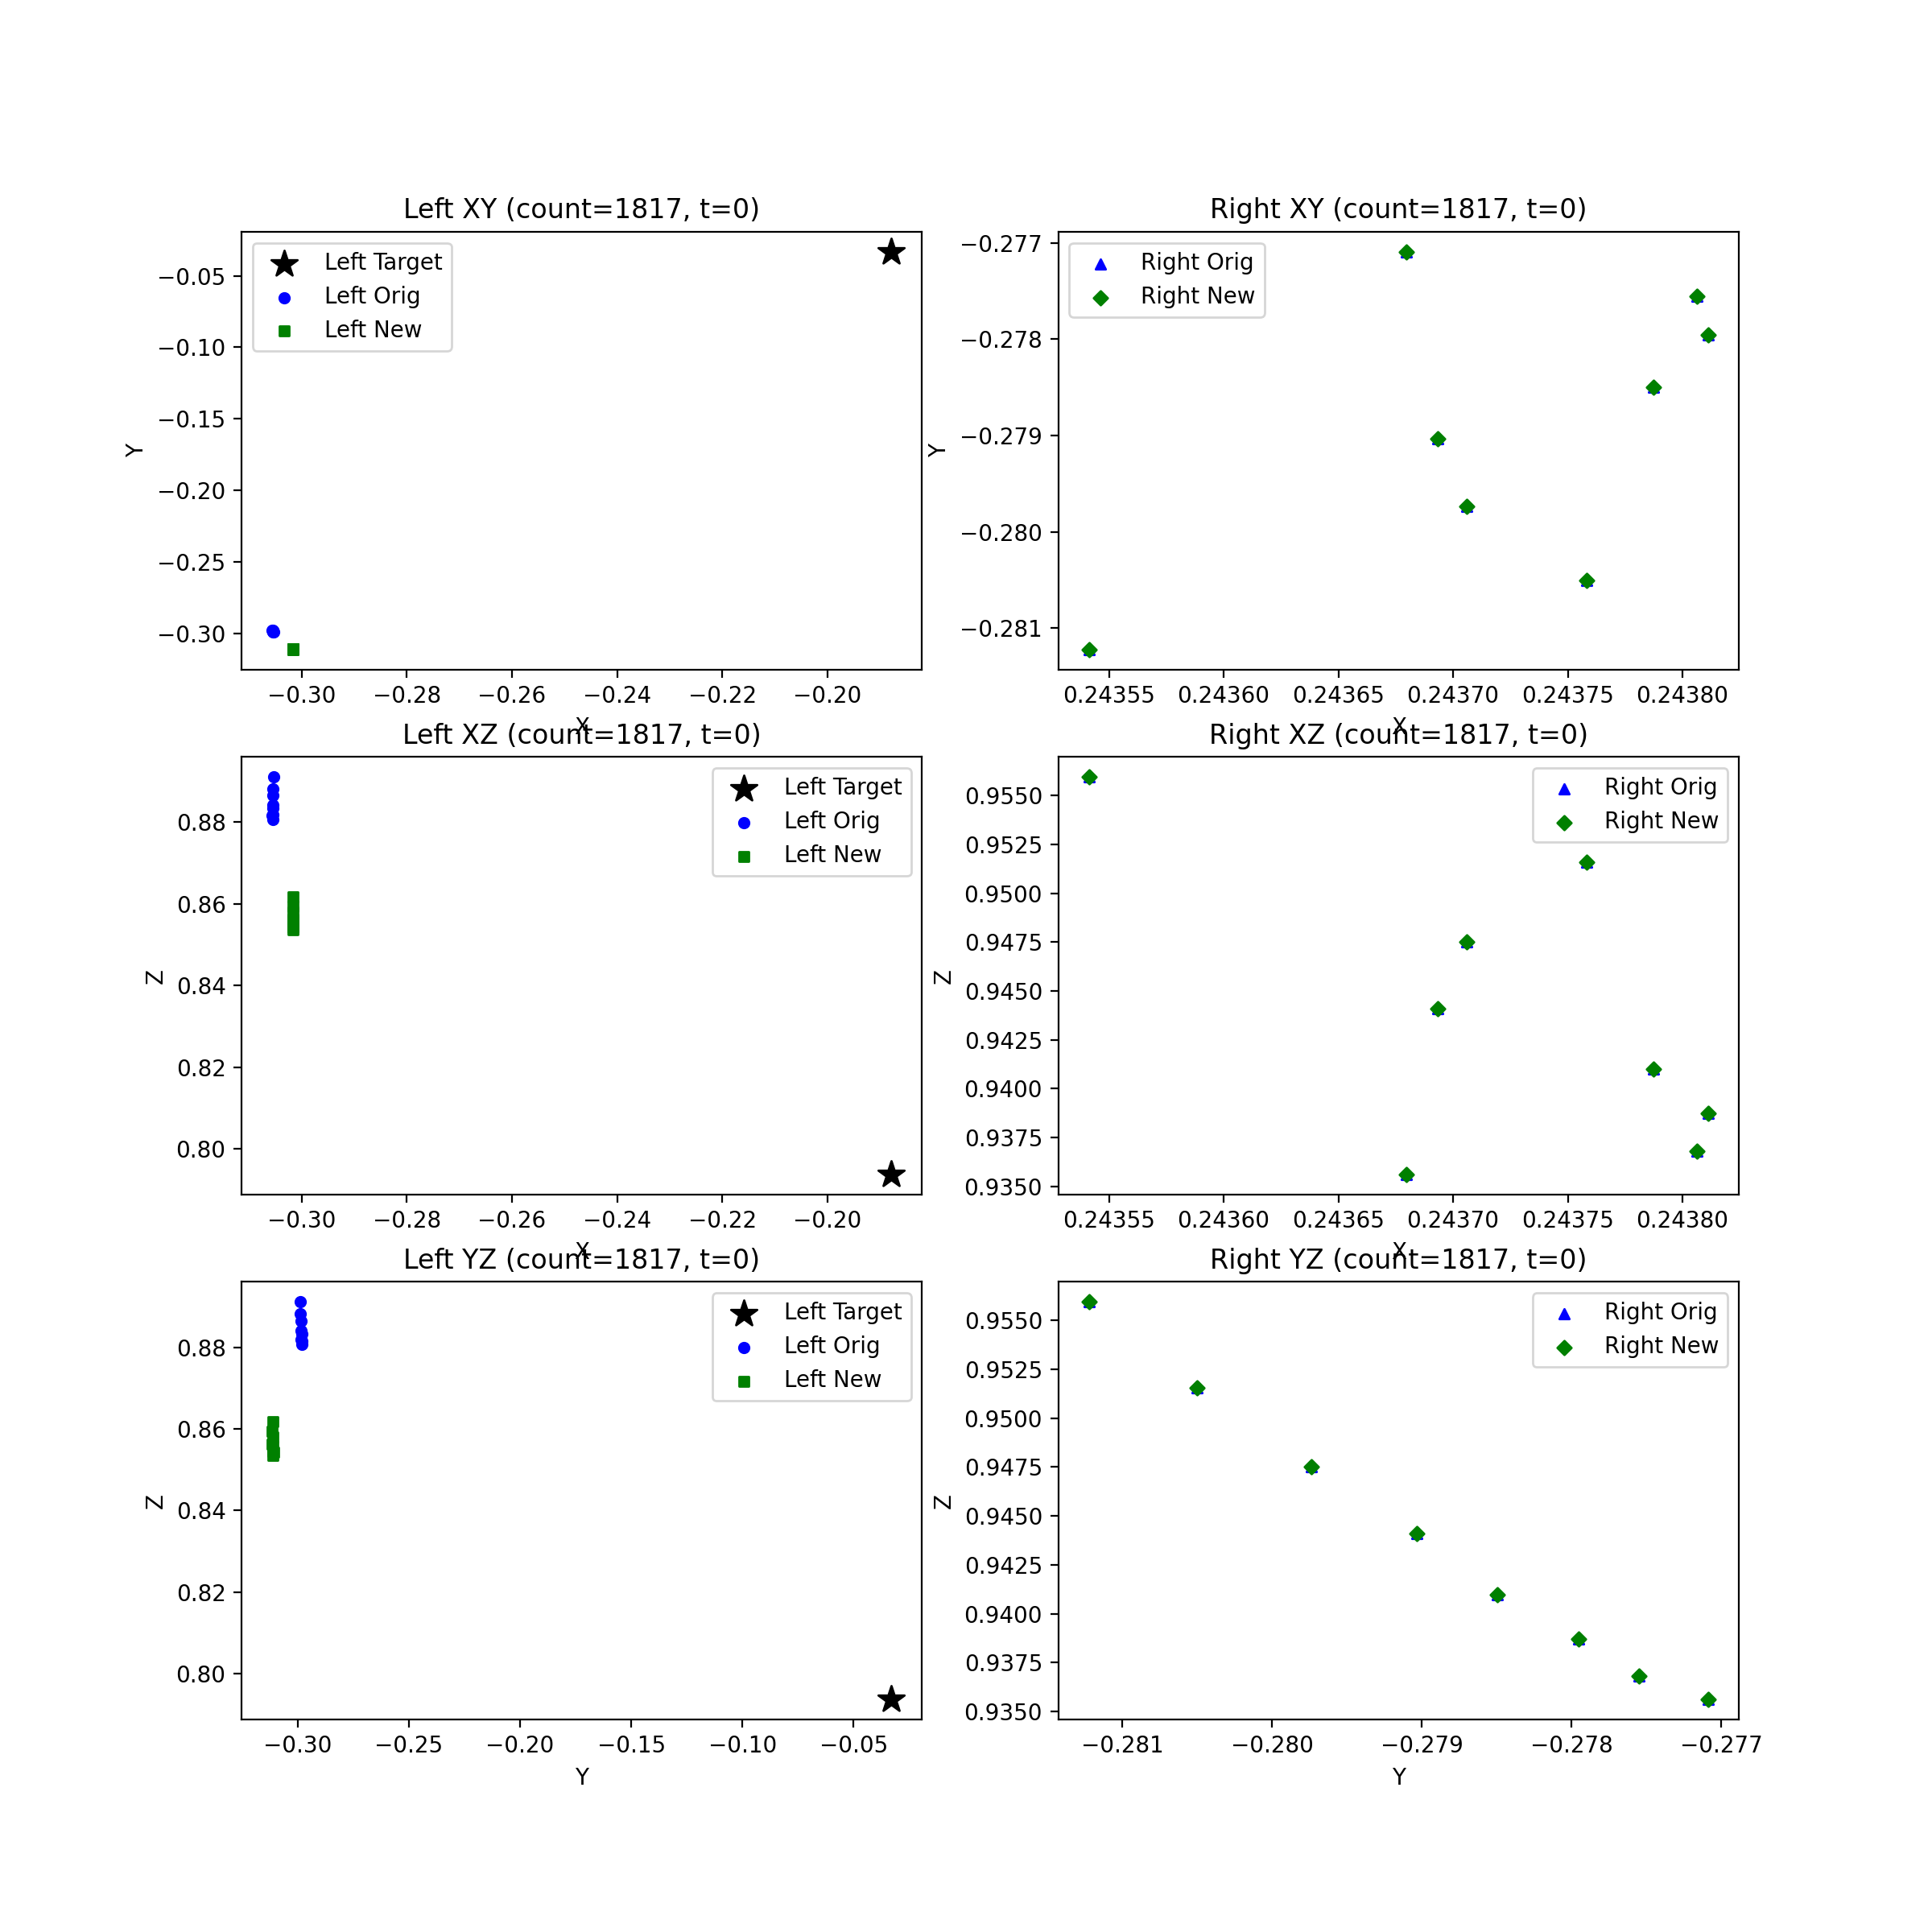 Left XY (count=1817, t=0)
Left Target
Left Orig
Left New
Y
−0.05
−0.10
−0.15
−0.20
−0.25
−0.30
−0.30 −0.28 −0.26 −0.24 −0.22 −0.20
X
Right XY (count=1817, t=0)
Right Orig
Right New
Y
−0.277
−0.278
−0.279
−0.280
−0.281
0.24355 0.24360 0.24365 0.24370 0.24375 0.24380
X
Left XZ (count=1817, t=0)
Left Target
Left Orig
Left New
Z
0.88
0.86
0.84
0.82
0.80
−0.30 −0.28 −0.26 −0.24 −0.22 −0.20
X
Right XZ (count=1817, t=0)
Right Orig
Right New
Z
0.9550
0.9525
0.9500
0.9475
0.9450
0.9425
0.9400
0.9375
0.9350
0.24355 0.24360 0.24365 0.24370 0.24375 0.24380
X
Left YZ (count=1817, t=0)
Left Target
Left Orig
Left New
Z
0.88
0.86
0.84
0.82
0.80
−0.30 −0.25 −0.20 −0.15 −0.10 −0.05
Y
Right YZ (count=1817, t=0)
Right Orig
Right New
Z
0.9550
0.9525
0.9500
0.9475
0.9450
0.9425
0.9400
0.9375
0.9350
−0.281 −0.280 −0.279 −0.278 −0.277
Y